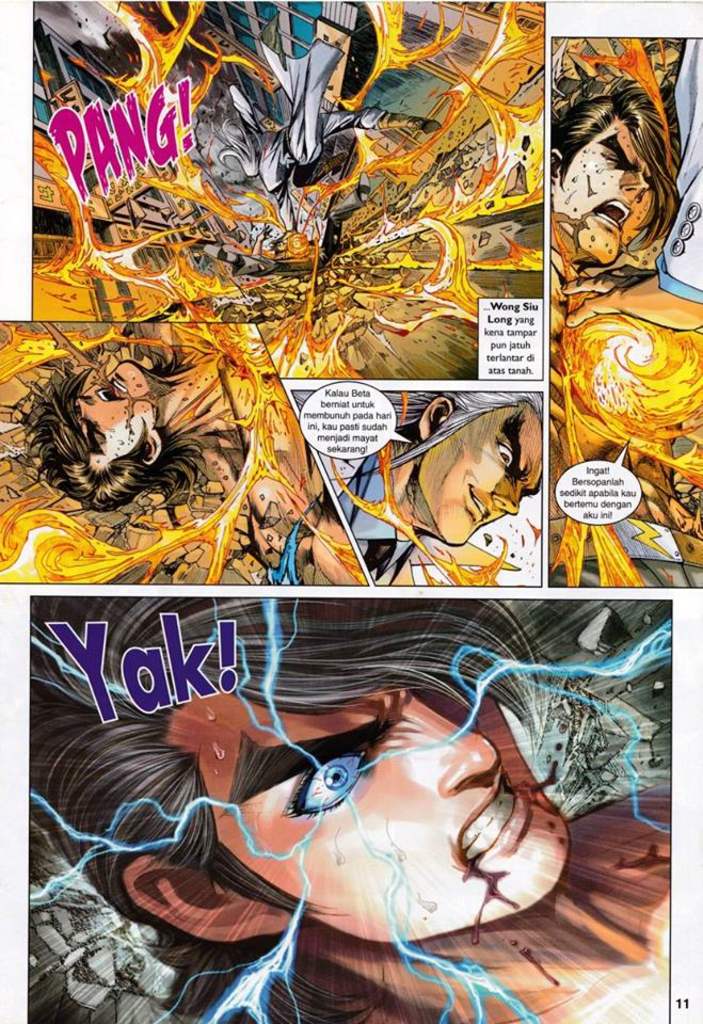 PANG!
...Wong Siu
Long yang
kena tampar
pun jatuh
terlantar di
atas tanah.
Kalau Beta
berniat untuk
membunuh pada hari
ini, kau pasti sudah
menjadi mayat
sekarang!
Ingat!
Bersopanlah
sedikit apabila kau
bertemu dengan
aku ini!
Yak!
11